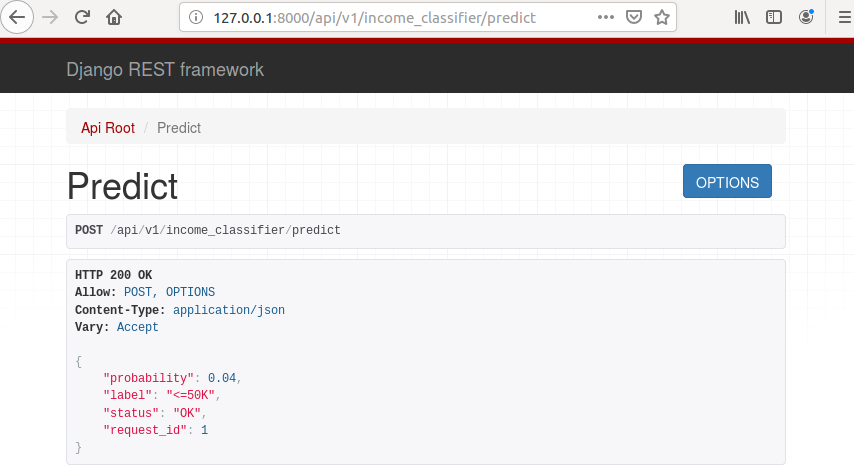 127.0.0.1:8000/api/v1/income_classifier/predict
Django REST framework
Api Root / Predict
Predict
OPTIONS
POST /api/v1/income_classifier/predict
HTTP 200 OK
Allow: POST, OPTIONS
Content-Type: application/json
Vary: Accept
{
    "probability": 0.04,
    "label": "<=50K",
    "status": "OK",
    "request_id": 1
}